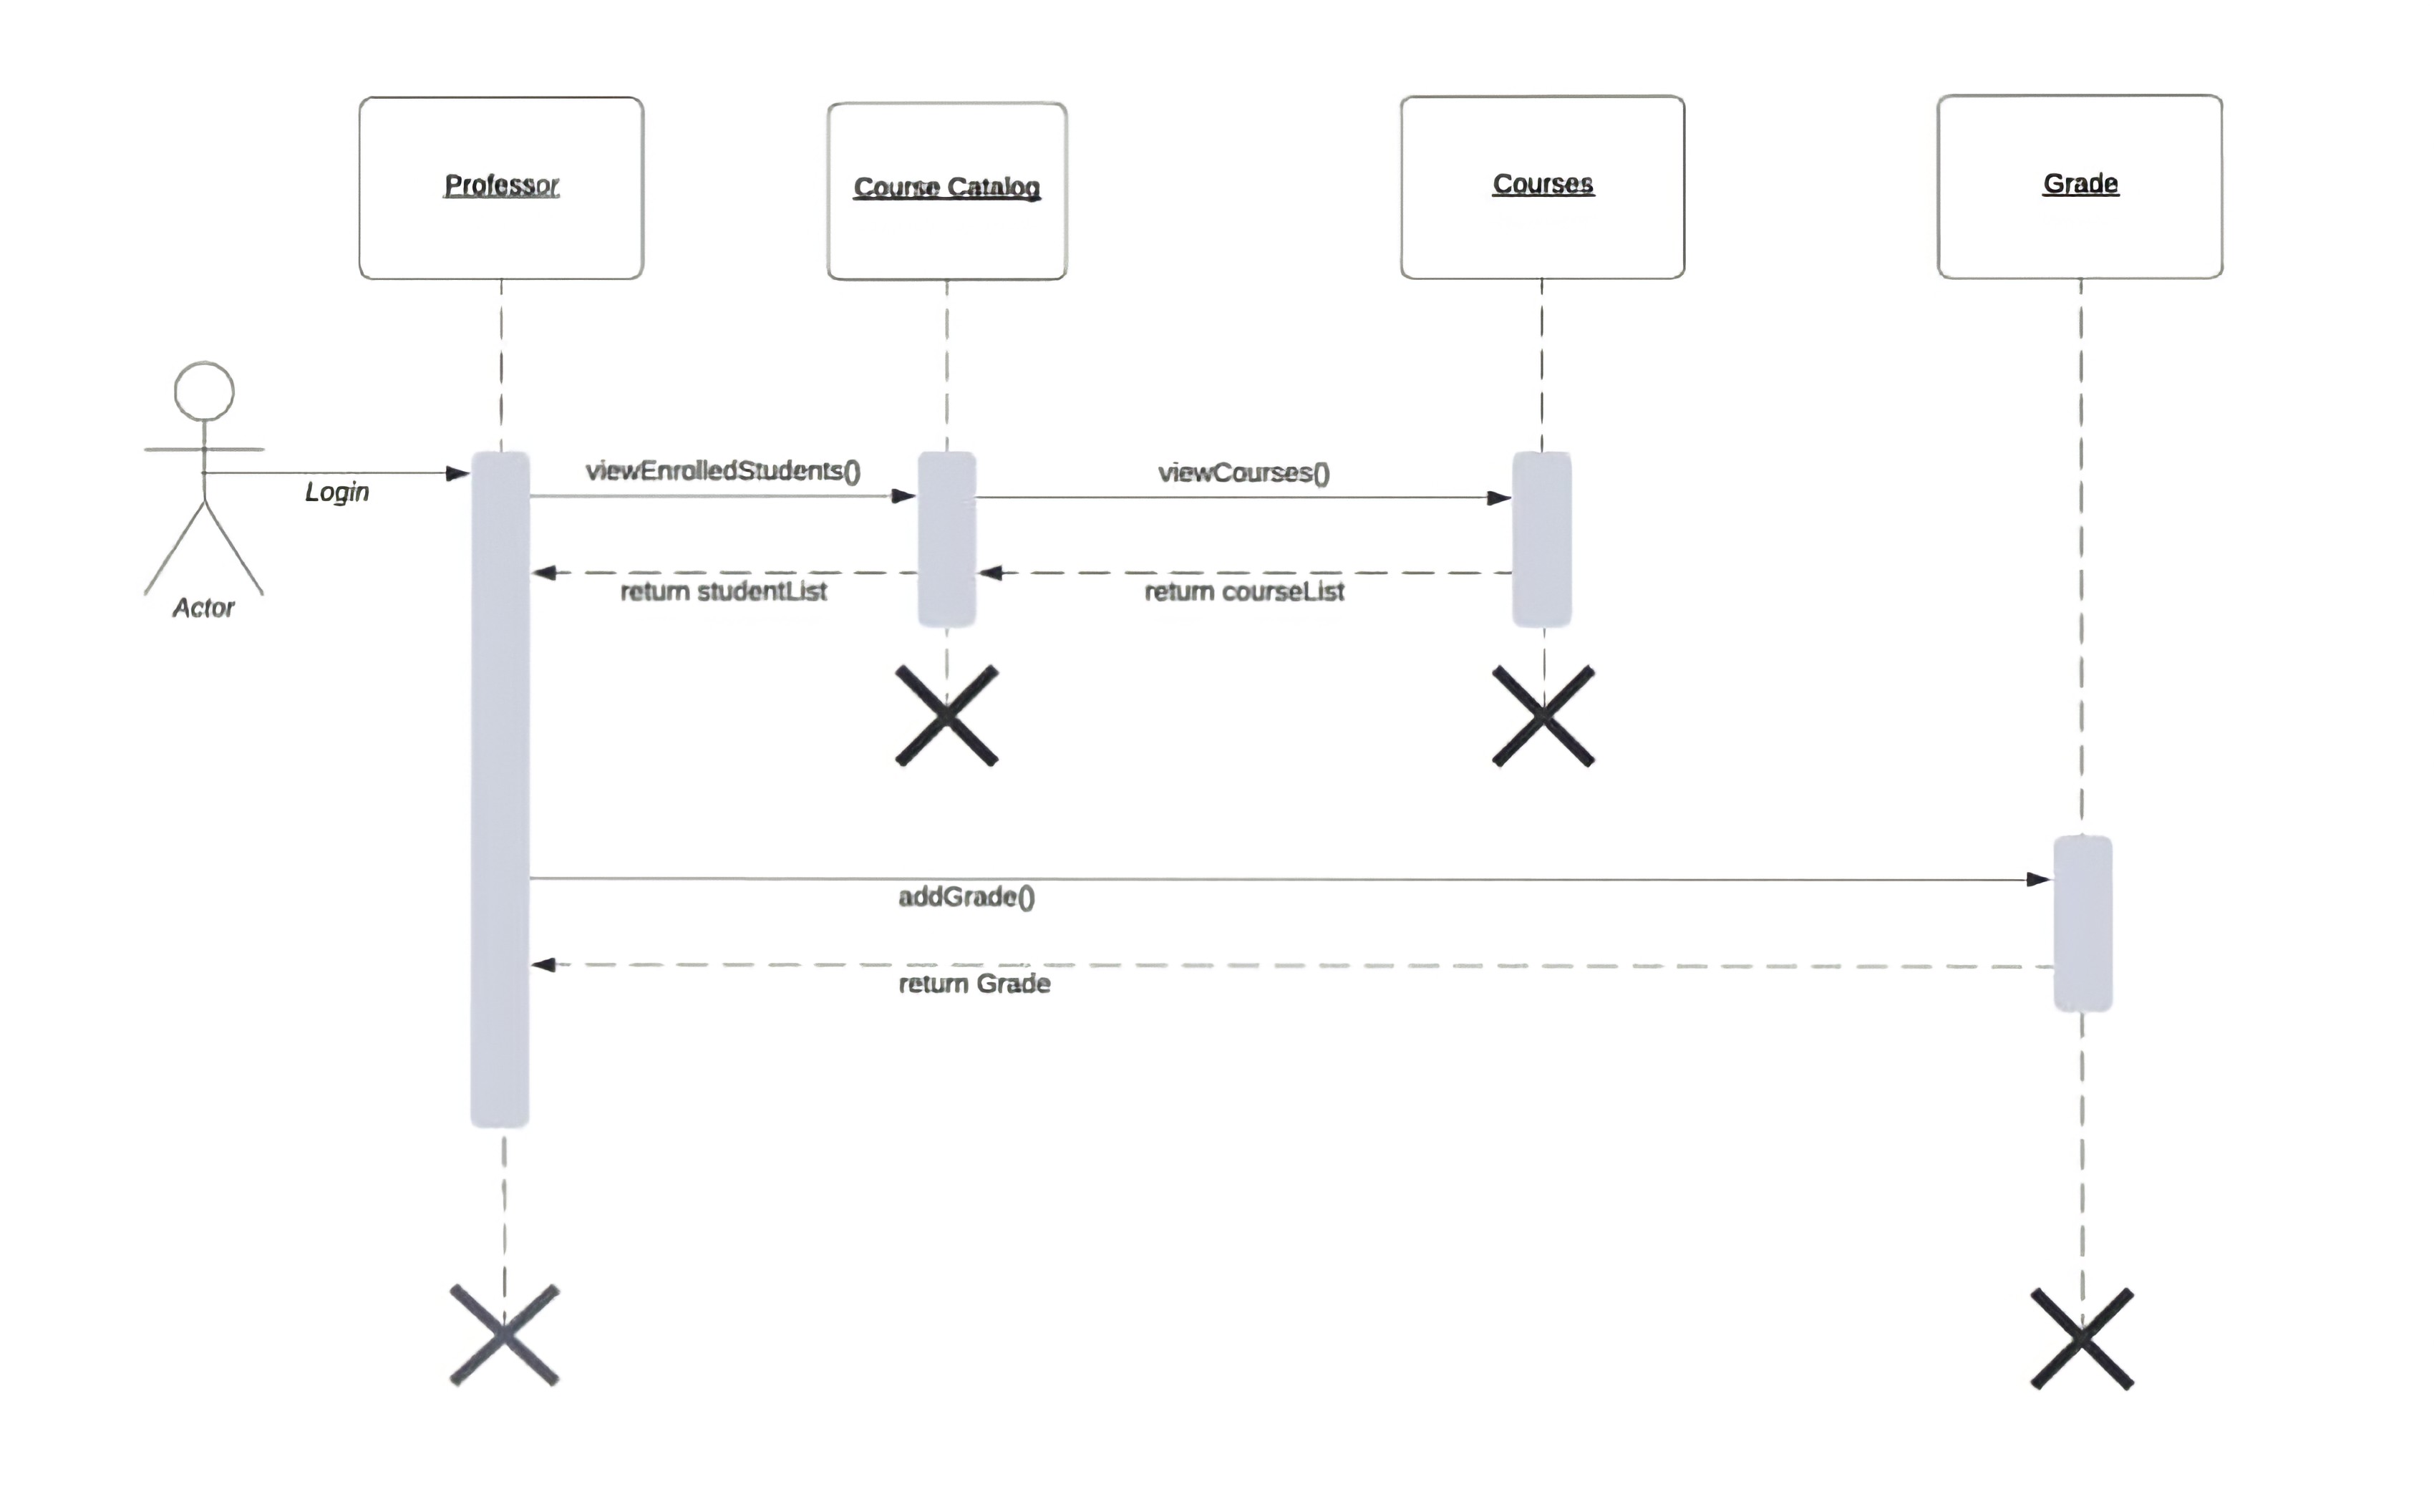 Professor
Course Catalog
Courses
Grade
viewEnrolledStudents()
viewCourses()
Login
return studentList
return courseList
Actor
addGrade()
return Grade